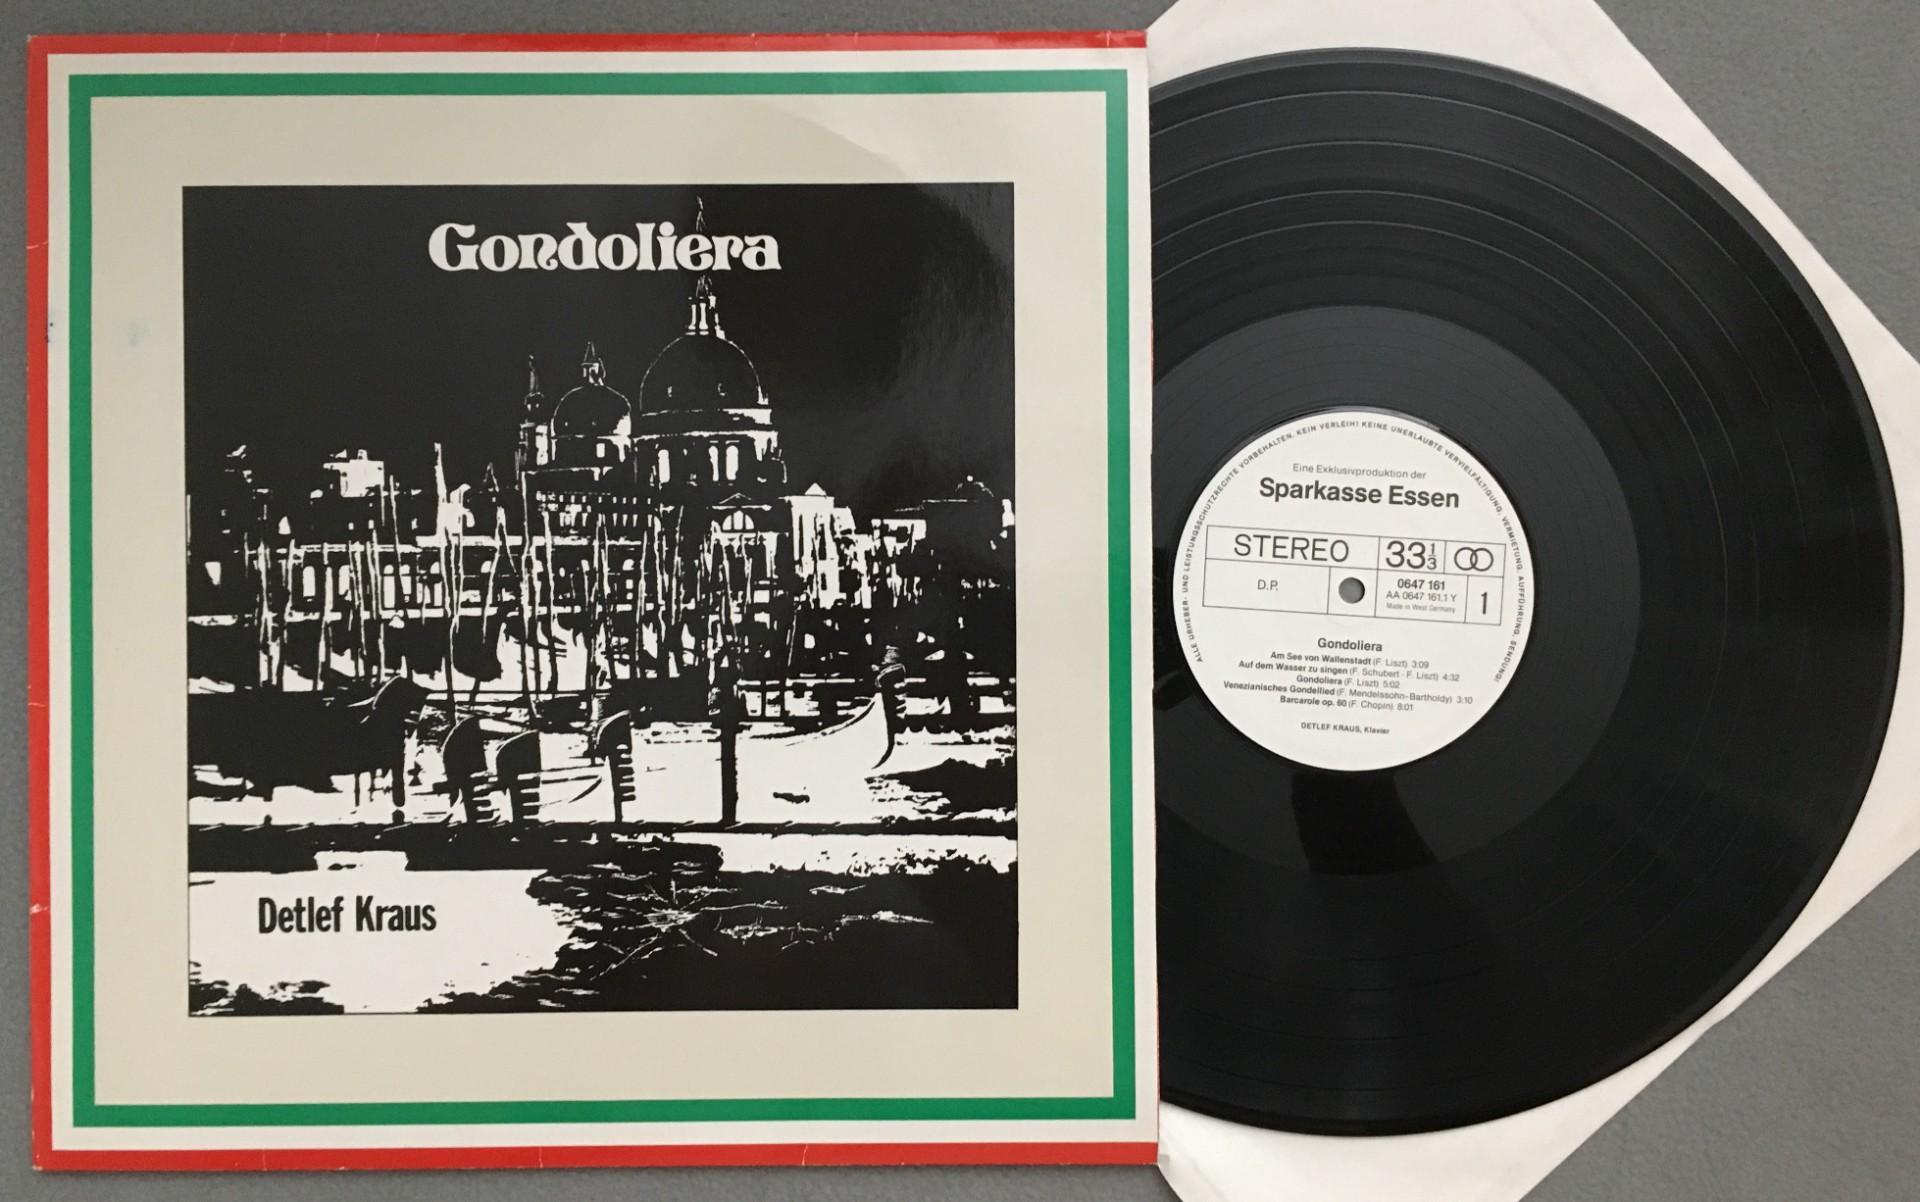 Gondoliera
Detlef Kraus
ALLE URHEBER- UND LEISTUNGSSCHUTZRECHTE VORBEHALTEN. KEIN VERLEIH! KEINE UNERLAUBTE VERVIELFÄLTIGUNG, VERMIETUNG, AUFFÜHRUNG, SENDUNG!
Eine Exklusivproduktion der
Sparkasse Essen
STEREO 33 1/3
D.P. 0647 161
AA 0647 161.1 Y 1
Made in West Germany
Gondoliera
Am See von Wallenstadt (F. Liszt) 3:09
Auf dem Wasser zu singen (F. Schubert - F. Liszt) 4:32
Gondoliera (F. Liszt) 5:02
Venezianisches Gondellied (F. Mendelssohn-Bartholdy) 3:10
Barcarole op. 60 (F. Chopin) 8:01
DETLEF KRAUS, Klavier